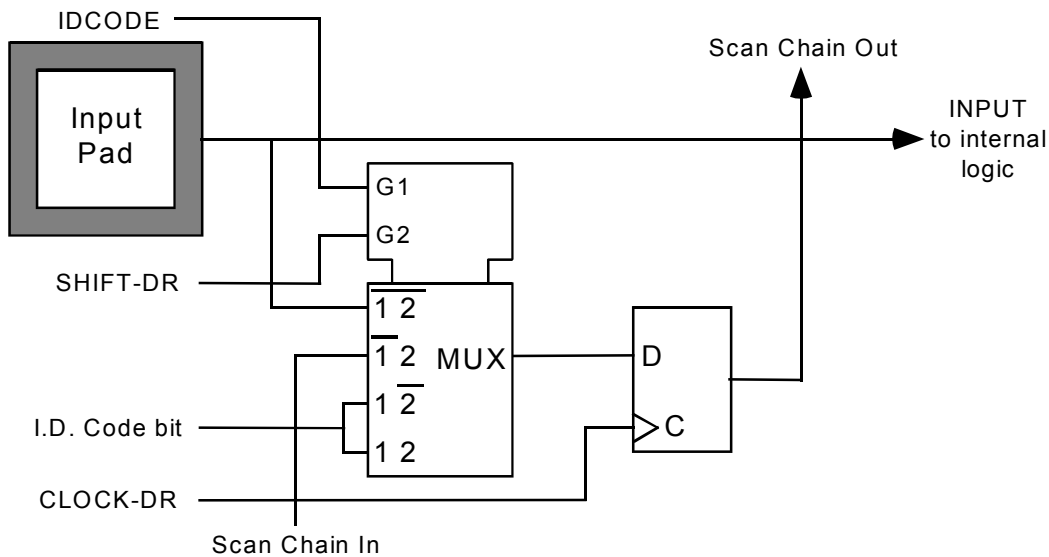 IDCODE
Scan Chain Out
Input
Pad
INPUT
to internal
logic
G1
G2
SHIFT-DR
1̅ 2̅
1̅ 2
MUX
D
1 2̅
I.D. Code bit
C
1 2
CLOCK-DR
Scan Chain In